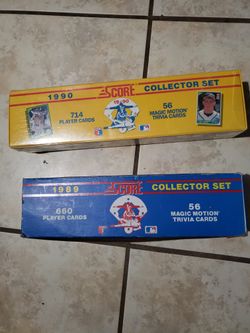 1990
SCORE
COLLECTOR SET
714
PLAYER CARDS
1990
56
MAGIC MOTION
TRIVIA CARDS
1989
SCORE
COLLECTOR SET
660
PLAYER CARDS
56
MAGIC MOTION
TRIVIA CARDS